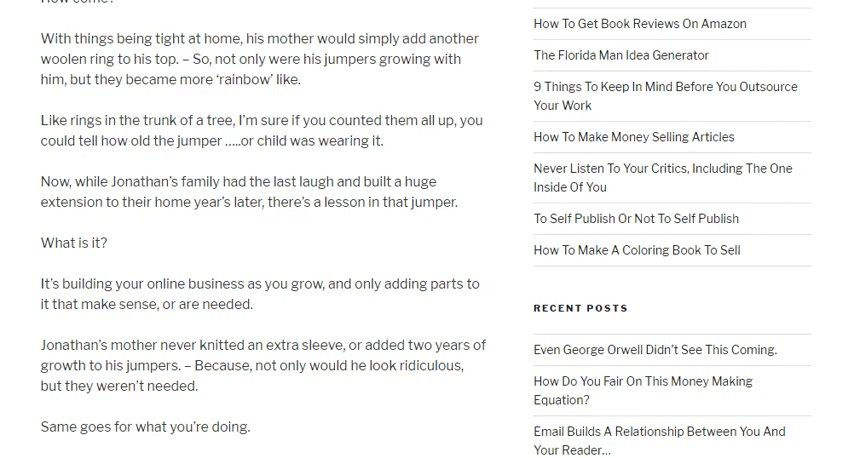 How come?
With things being tight at home, his mother would simply add another
woolen ring to his top. – So, not only were his jumpers growing with
him, but they became more ‘rainbow’ like.
Like rings in the trunk of a tree, I’m sure if you counted them all up, you
could tell how old the jumper …..or child was wearing it.
Now, while Jonathan’s family had the last laugh and built a huge
extension to their home year’s later, there’s a lesson in that jumper.
What is it?
It’s building your online business as you grow, and only adding parts to
it that make sense, or are needed.
Jonathan’s mother never knitted an extra sleeve, or added two years of
growth to his jumpers. – Because, not only would he look ridiculous,
but they weren’t needed.
Same goes for what you’re doing.
How To Get Book Reviews On Amazon
The Florida Man Idea Generator
9 Things To Keep In Mind Before You Outsource
Your Work
How To Make Money Selling Articles
Never Listen To Your Critics, Including The One
Inside Of You
To Self Publish Or Not To Self Publish
How To Make A Coloring Book To Sell
RECENT POSTS
Even George Orwell Didn’t See This Coming.
How Do You Fair On This Money Making
Equation?
Email Builds A Relationship Between You And
Your Reader…